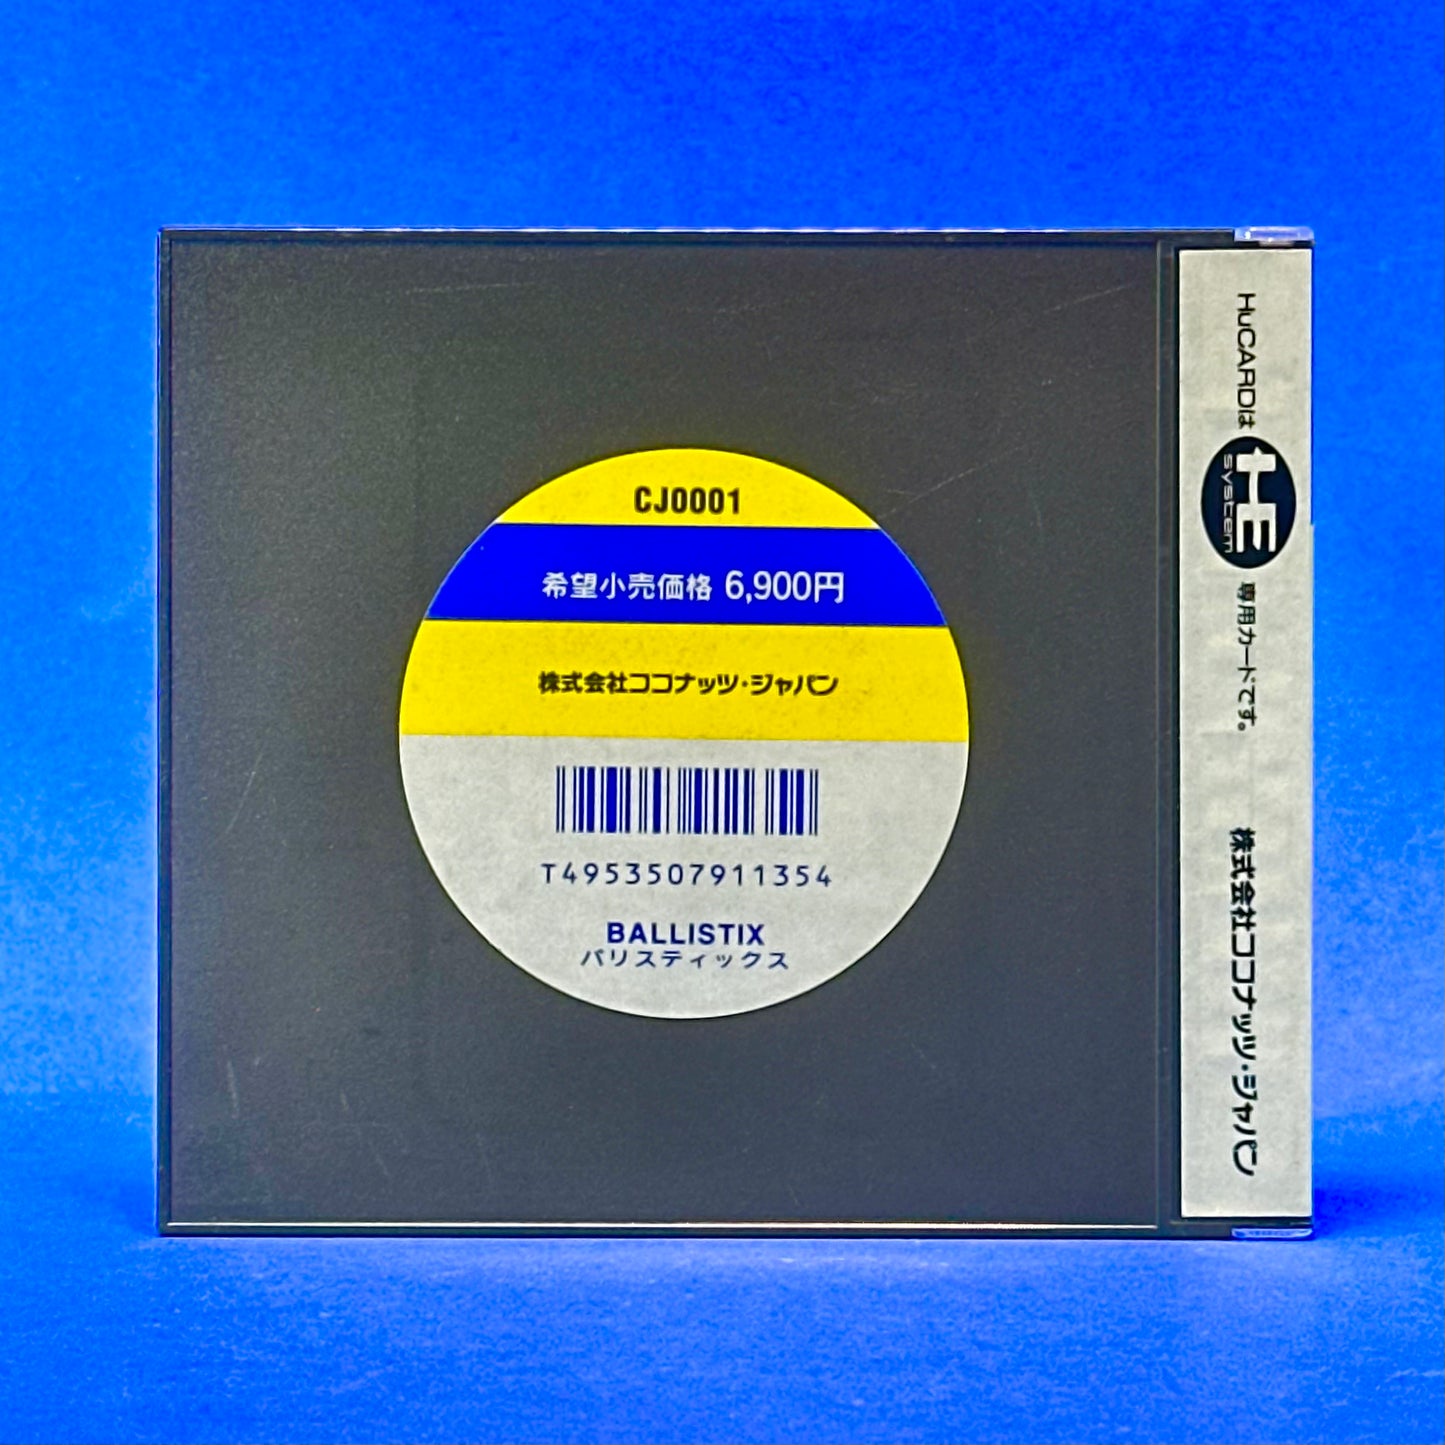 CJ0001
希望小売価格 6,900円
株式会社ココナッツ・ジャパン
T4953507911354
BALLISTIX
バリスティックス
HuCARDは HE system 専用カードです。 株式会社ココナッツ・ジャパン